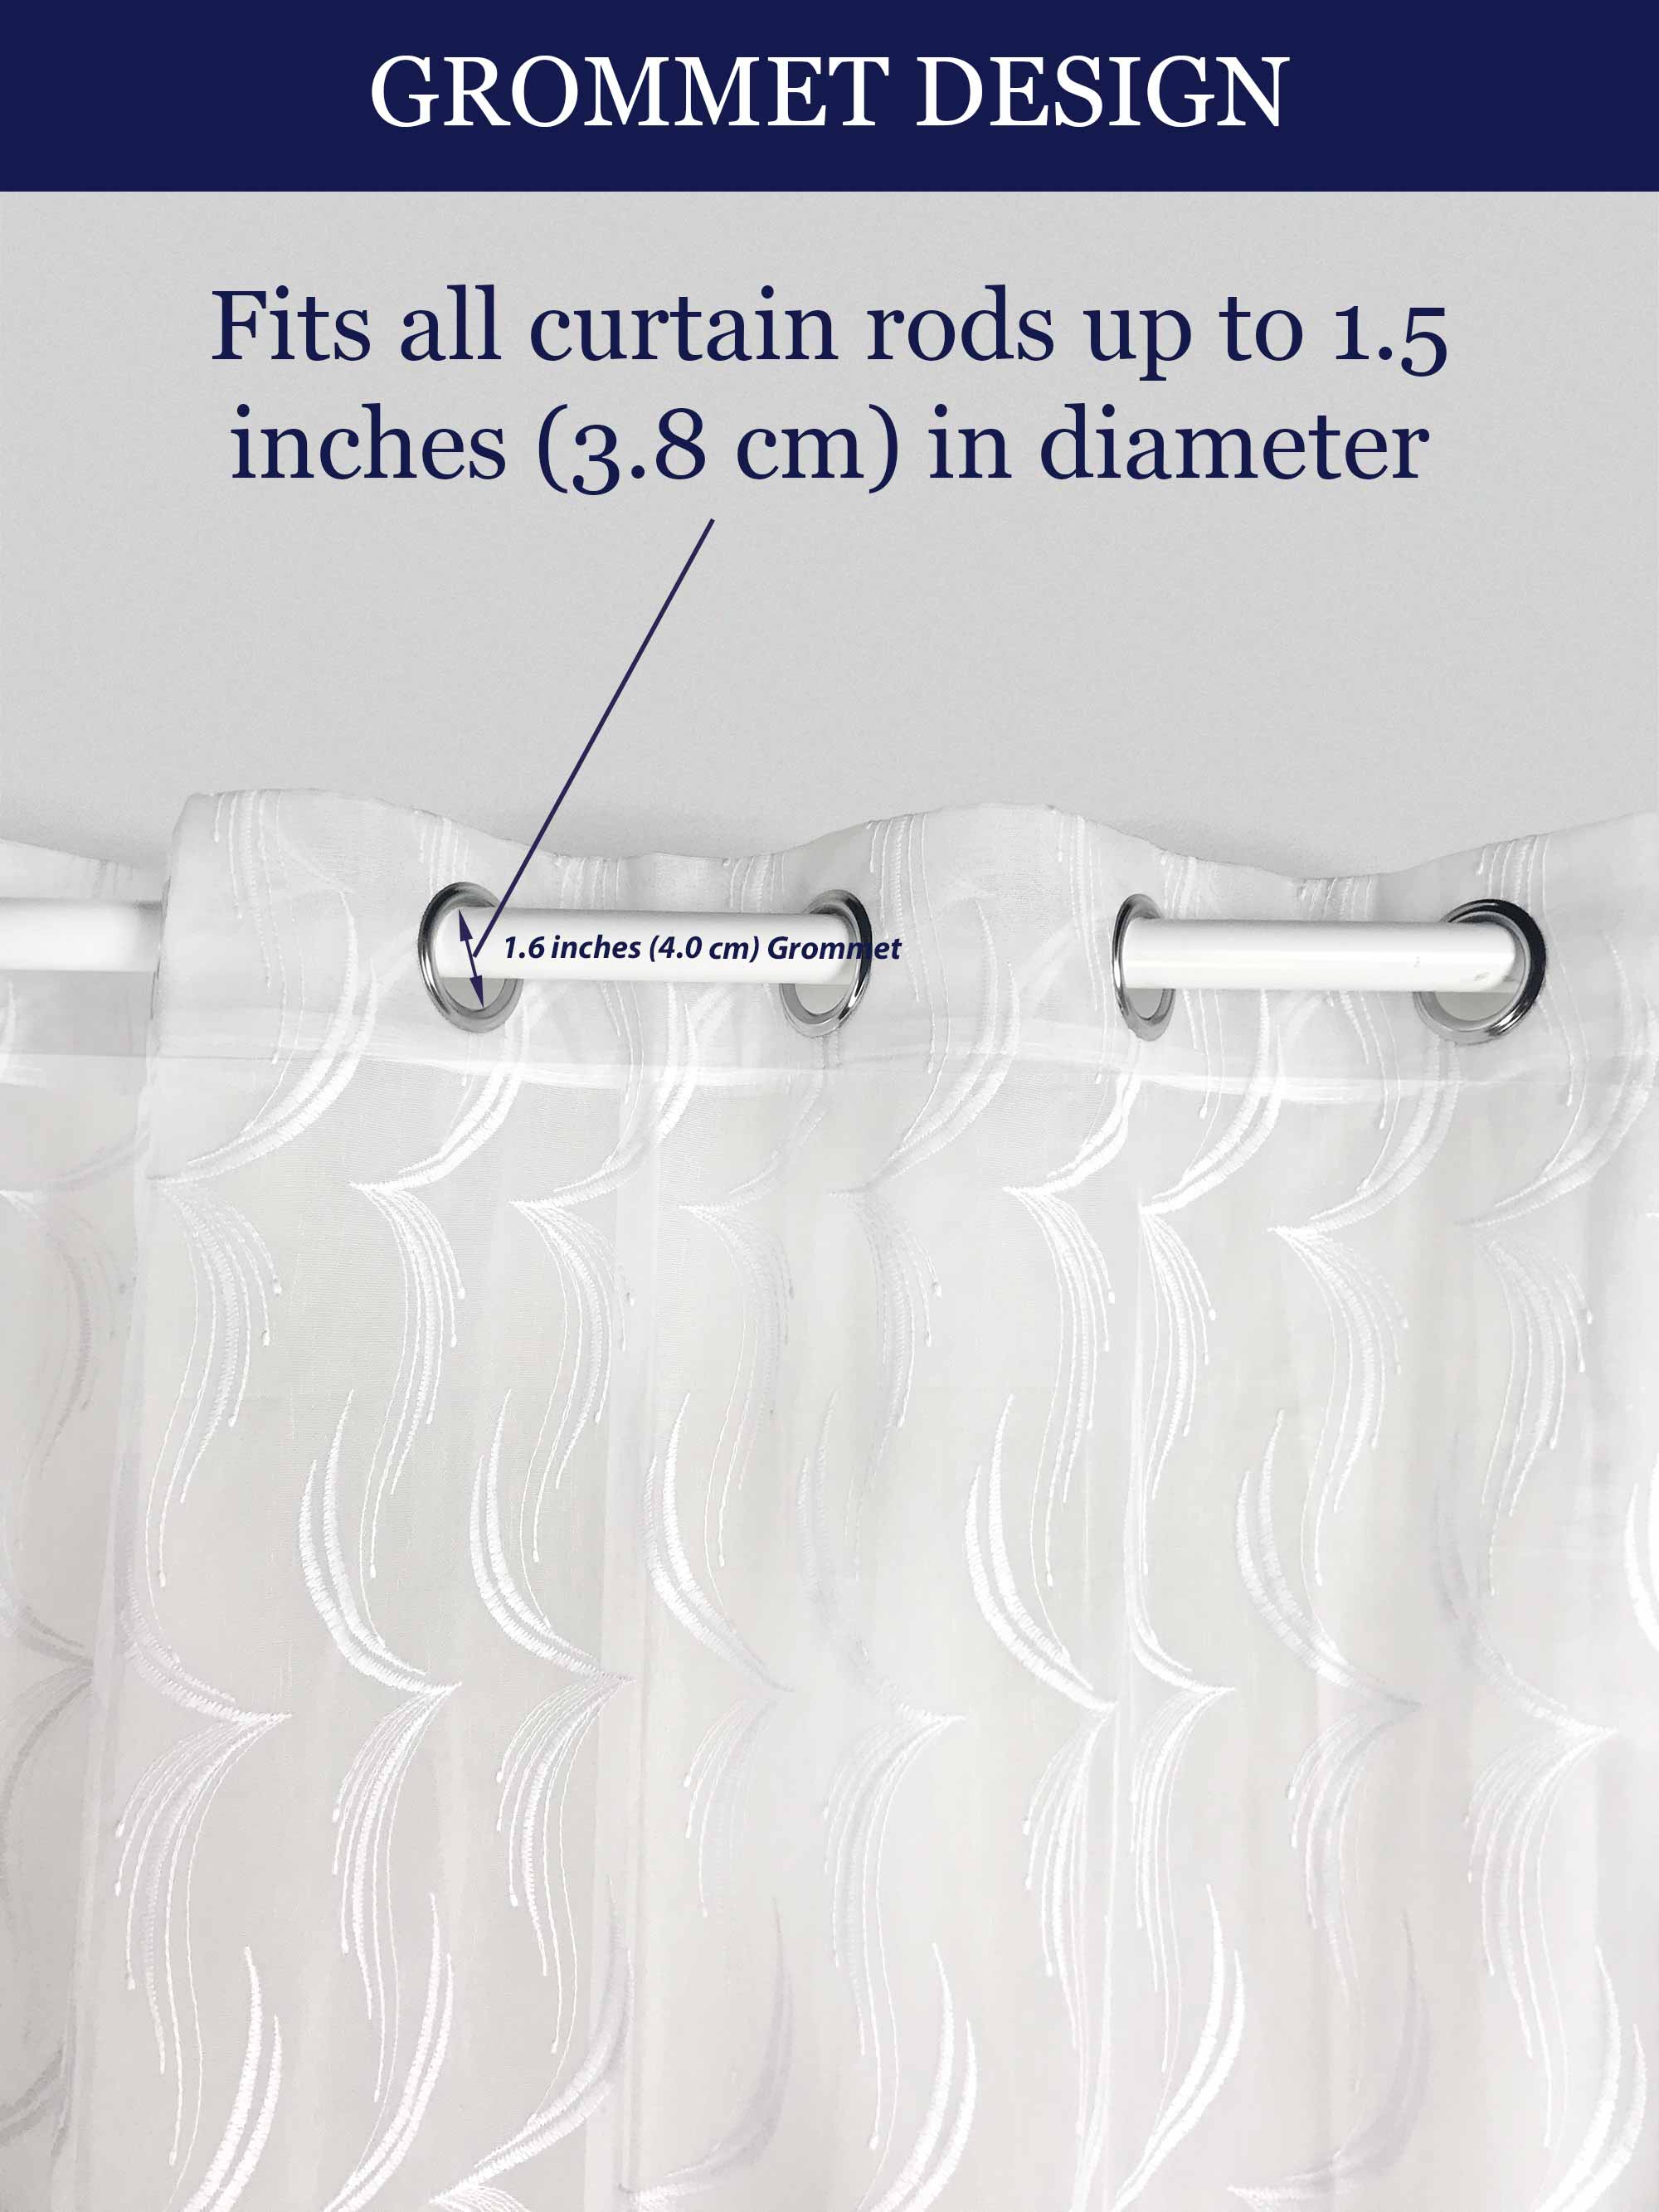 GROMMET DESIGN
Fits all curtain rods up to 1.5
inches (3.8 cm) in diameter
1.6 inches (4.0 cm) Grommet